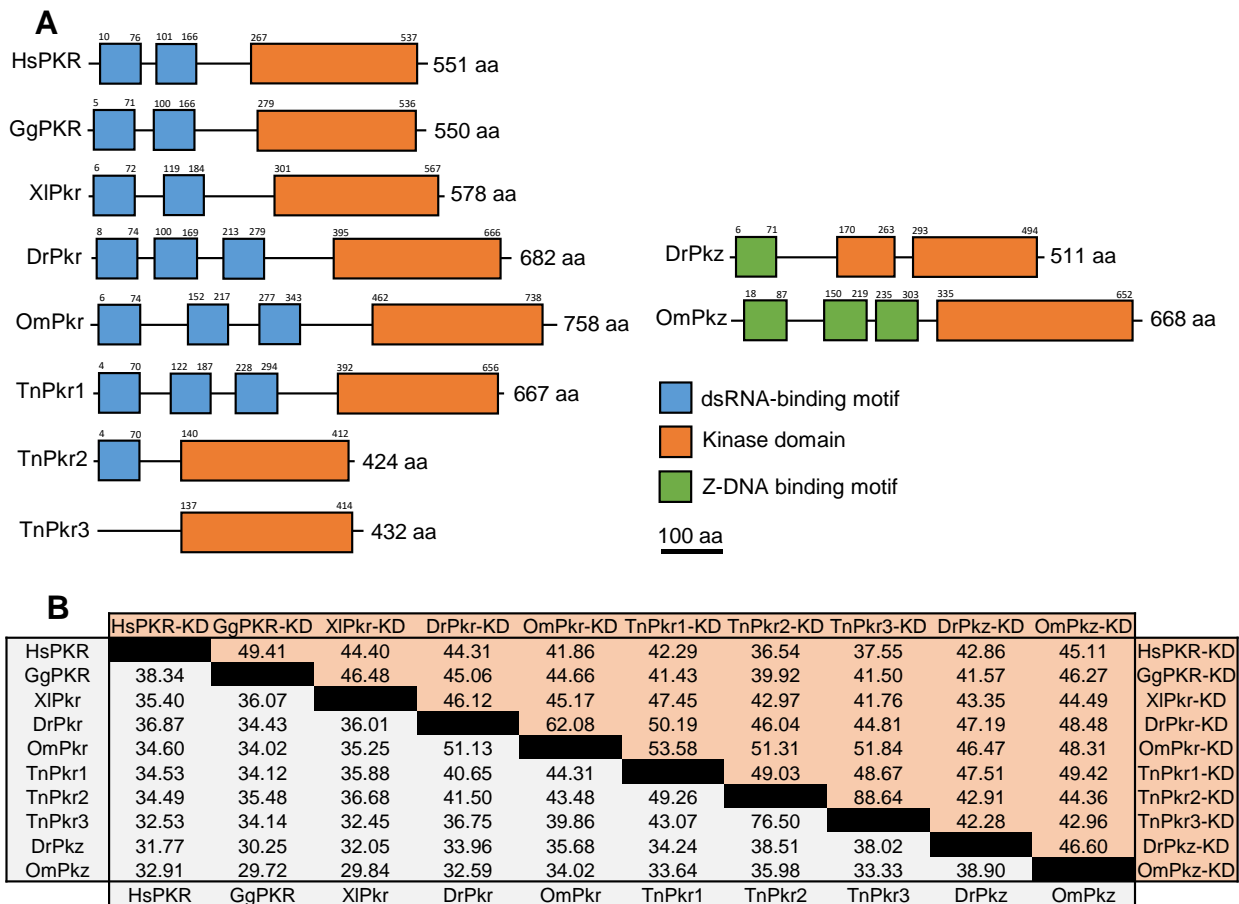 A
10 76 101 166 267 537
HsPKR 551 aa
5 71 100 166 279 536
GgPKR 550 aa
6 72 119 184 301 567
XlPkr 578 aa
8 74 100 169 213 279 395 666
DrPkr 682 aa
6 74 152 217 277 343 462 738
OmPkr 758 aa
4 70 122 187 228 294 392 656
TnPkr1 667 aa
4 70 140 412
TnPkr2 424 aa
137 414
TnPkr3 432 aa
6 71 170 263 293 494
DrPkz 511 aa
18 87 150 219 235 303 335 652
OmPkz 668 aa
dsRNA-binding motif
Kinase domain
Z-DNA binding motif
100 aa
B
HsPKR-KD GgPKR-KD XlPkr-KD DrPkr-KD OmPkr-KD TnPkr1-KD TnPkr2-KD TnPkr3-KD DrPkz-KD OmPkz-KD
HsPKR 49.41 44.40 44.31 41.86 42.29 36.54 37.55 42.86 45.11 HsPKR-KD
GgPKR 38.34 46.48 45.06 44.66 41.43 39.92 41.50 41.57 46.27 GgPKR-KD
XlPkr 35.40 36.07 46.12 45.17 47.45 42.97 41.76 43.35 44.49 XlPkr-KD
DrPkr 36.87 34.43 36.01 62.08 50.19 46.04 44.81 47.19 48.48 DrPkr-KD
OmPkr 34.60 34.02 35.25 51.13 53.58 51.31 51.84 46.47 48.31 OmPkr-KD
TnPkr1 34.53 34.12 35.88 40.65 44.31 49.03 48.67 47.51 49.42 TnPkr1-KD
TnPkr2 34.49 35.48 36.68 41.50 43.48 49.26 88.64 42.91 44.36 TnPkr2-KD
TnPkr3 32.53 34.14 32.45 36.75 39.86 43.07 76.50 42.28 42.96 TnPkr3-KD
DrPkz 31.77 30.25 32.05 33.96 35.68 34.24 38.51 38.02 46.60 DrPkz-KD
OmPkz 32.91 29.72 29.84 32.59 34.02 33.64 35.98 33.33 38.90 OmPkz-KD
HsPKR GgPKR XlPkr DrPkr OmPkr TnPkr1 TnPkr2 TnPkr3 DrPkz OmPkz